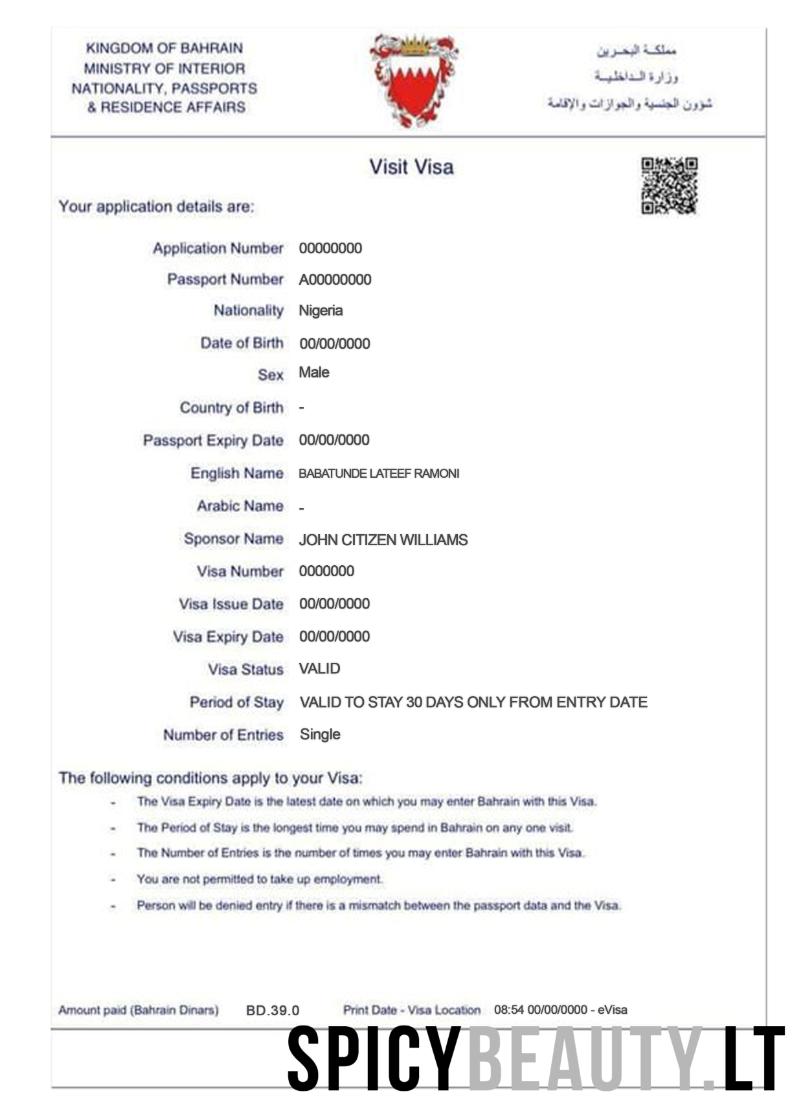 KINGDOM OF BAHRAIN
MINISTRY OF INTERIOR
NATIONALITY, PASSPORTS
& RESIDENCE AFFAIRS
مملكـة البحـرين
وزارة الـداخليـة
شؤون الجنسية والجوازات والإقامة
Visit Visa
Your application details are:
Application Number 00000000
Passport Number A00000000
Nationality Nigeria
Date of Birth 00/00/0000
Sex Male
Country of Birth -
Passport Expiry Date 00/00/0000
English Name BABATUNDE LATEEF RAMONI
Arabic Name -
Sponsor Name JOHN CITIZEN WILLIAMS
Visa Number 0000000
Visa Issue Date 00/00/0000
Visa Expiry Date 00/00/0000
Visa Status VALID
Period of Stay VALID TO STAY 30 DAYS ONLY FROM ENTRY DATE
Number of Entries Single
The following conditions apply to your Visa:
- The Visa Expiry Date is the latest date on which you may enter Bahrain with this Visa.
- The Period of Stay is the longest time you may spend in Bahrain on any one visit.
- The Number of Entries is the number of times you may enter Bahrain with this Visa.
- You are not permitted to take up employment.
- Person will be denied entry if there is a mismatch between the passport data and the Visa.
Amount paid (Bahrain Dinars) BD.39.0 Print Date - Visa Location 08:54 00/00/0000 - eVisa
SPICYBEAUTY.LT